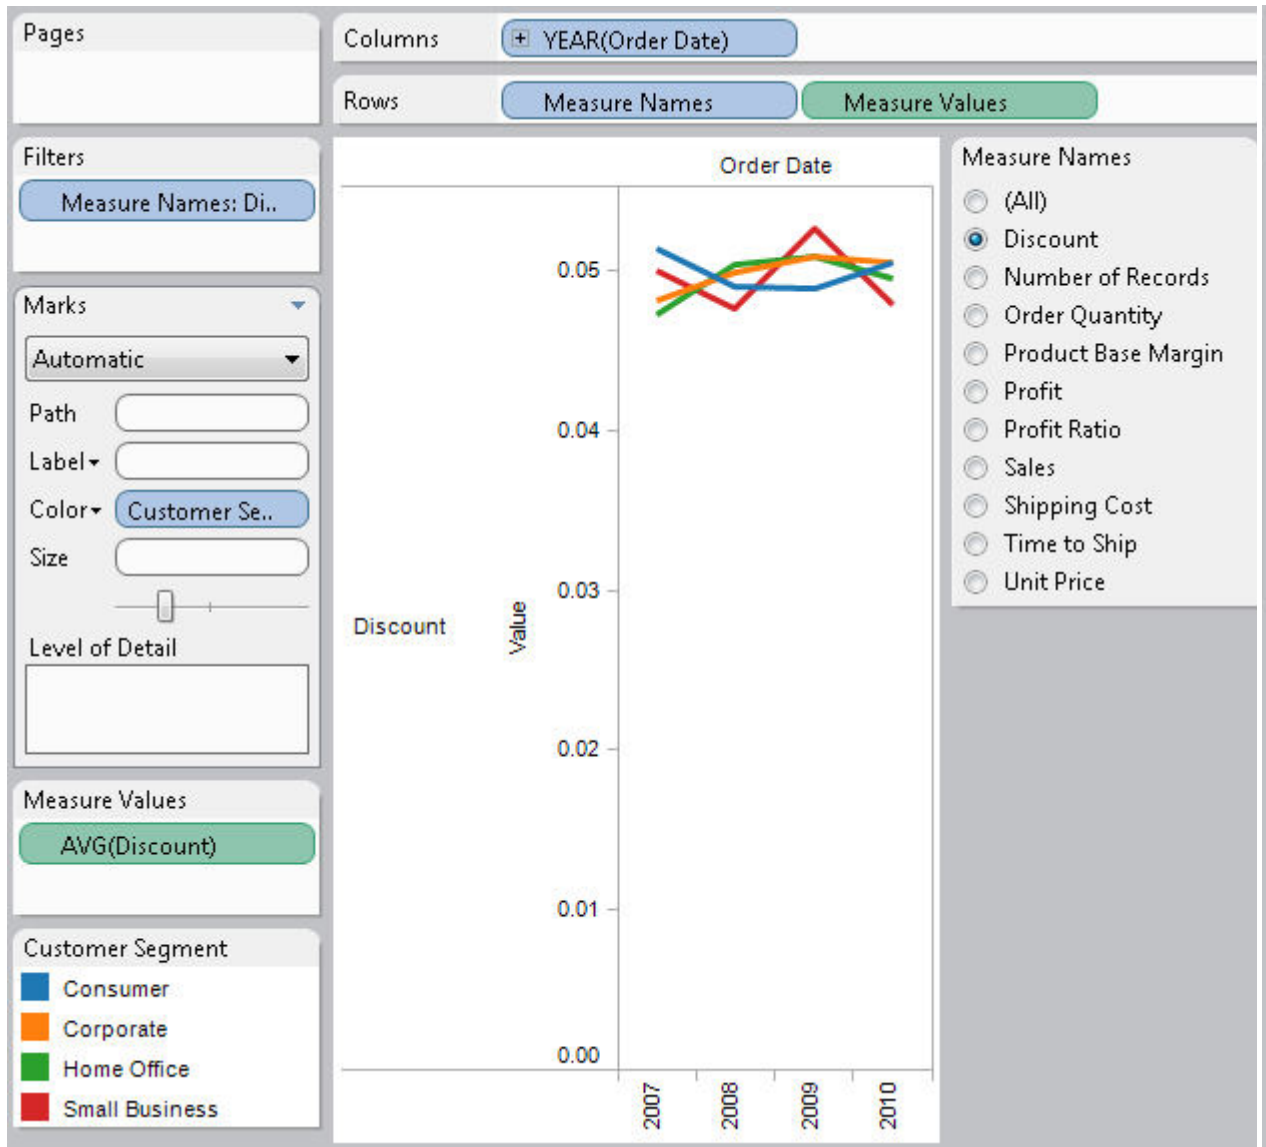 Pages
Columns
YEAR(Order Date)
Rows
Measure Names
Measure Values
Filters
Measure Names: Di..
Marks
Automatic
Path
Label
Color
Customer Se..
Size
Level of Detail
Measure Values
AVG(Discount)
Customer Segment
Consumer
Corporate
Home Office
Small Business
Order Date
Discount
Value
0.05
0.04
0.03
0.02
0.01
0.00
2007
2008
2009
2010
Measure Names
(All)
Discount
Number of Records
Order Quantity
Product Base Margin
Profit
Profit Ratio
Sales
Shipping Cost
Time to Ship
Unit Price